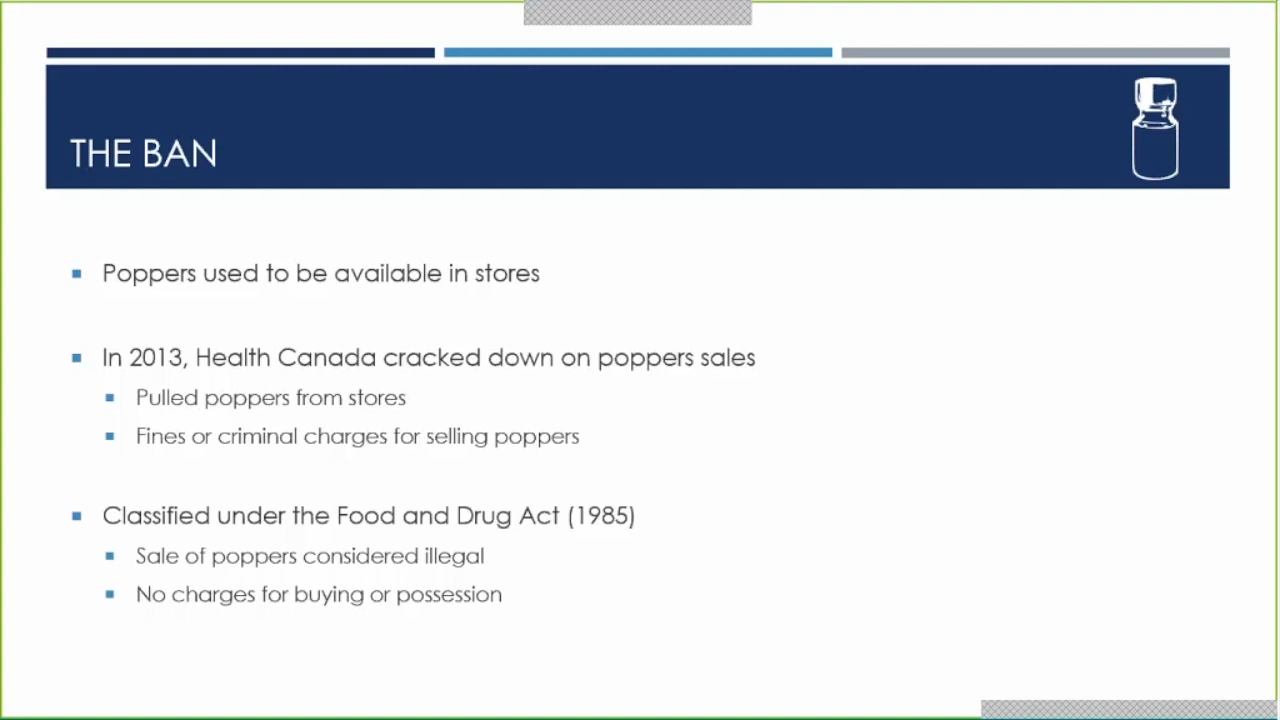 THE BAN
Poppers used to be available in stores
In 2013, Health Canada cracked down on poppers sales
Pulled poppers from stores
Fines or criminal charges for selling poppers
Classified under the Food and Drug Act (1985)
Sale of poppers considered illegal
No charges for buying or possession